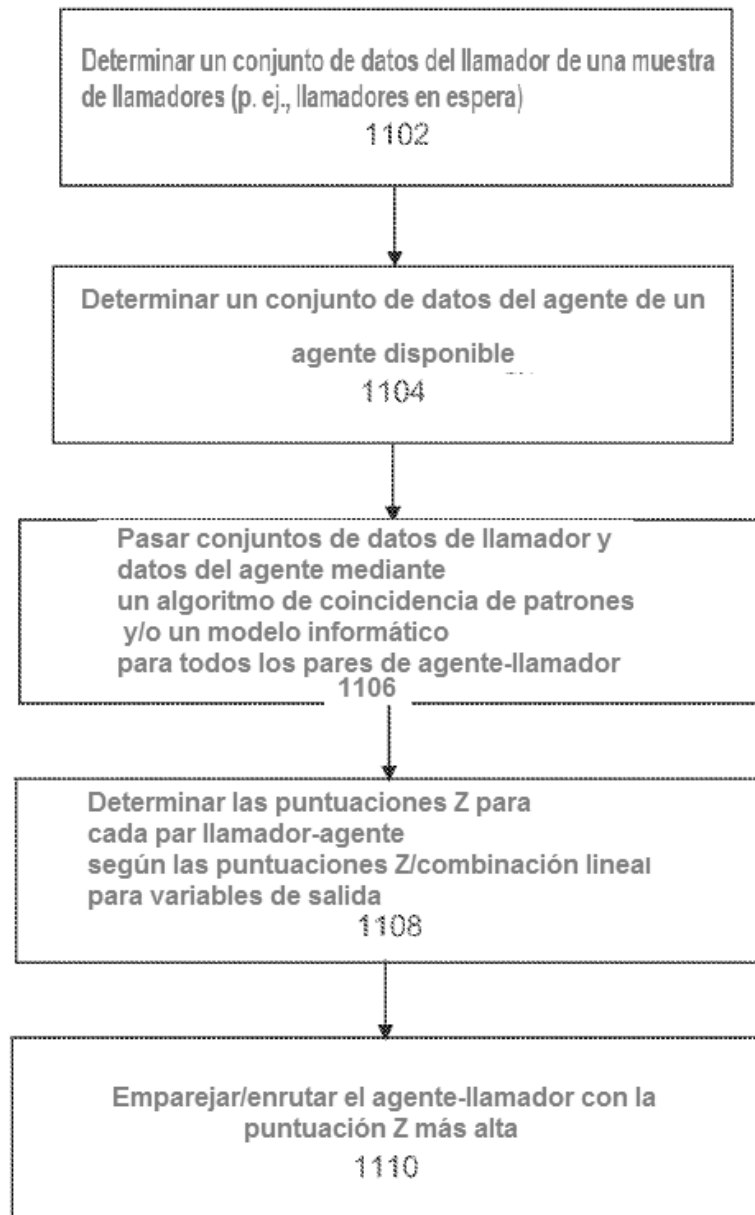 Determinar un conjunto de datos del llamador de una muestra
de llamadores (p. ej., llamadores en espera)
1102
Determinar un conjunto de datos del agente de un
agente disponible
1104
Pasar conjuntos de datos de llamador y
datos del agente mediante
un algoritmo de coincidencia de patrones
y/o un modelo informático
para todos los pares de agente-llamador
1106
Determinar las puntuaciones Z para
cada par llamador-agente
según las puntuaciones Z/combinación lineal
para variables de salida
1108
Emparejar/enrutar el agente-llamador con la
puntuación Z más alta
1110